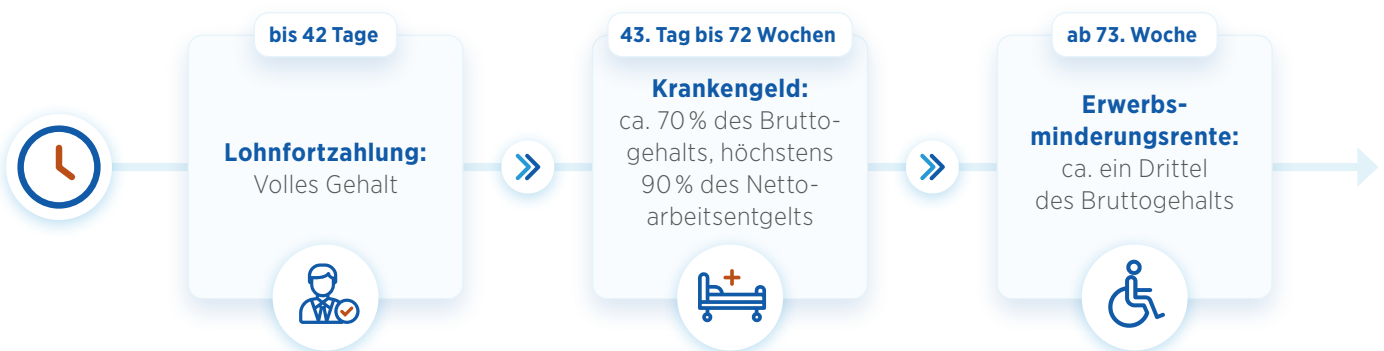 bis 42 Tage
Lohnfortzahlung:
Volles Gehalt
43. Tag bis 72 Wochen
Krankengeld:
ca. 70 % des Brutto-
gehalts, höchstens
90 % des Netto-
arbeitsentgelts
ab 73. Woche
Erwerbs-
minderungsrente:
ca. ein Drittel
des Bruttogehalts